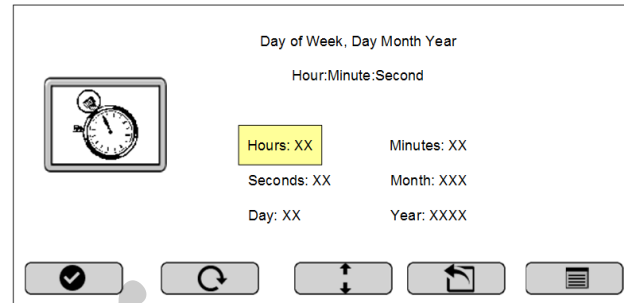 Day of Week, Day Month Year
Hour:Minute:Second
Hours: XX Minutes: XX
Seconds: XX Month: XXX
Day: XX Year: XXXX